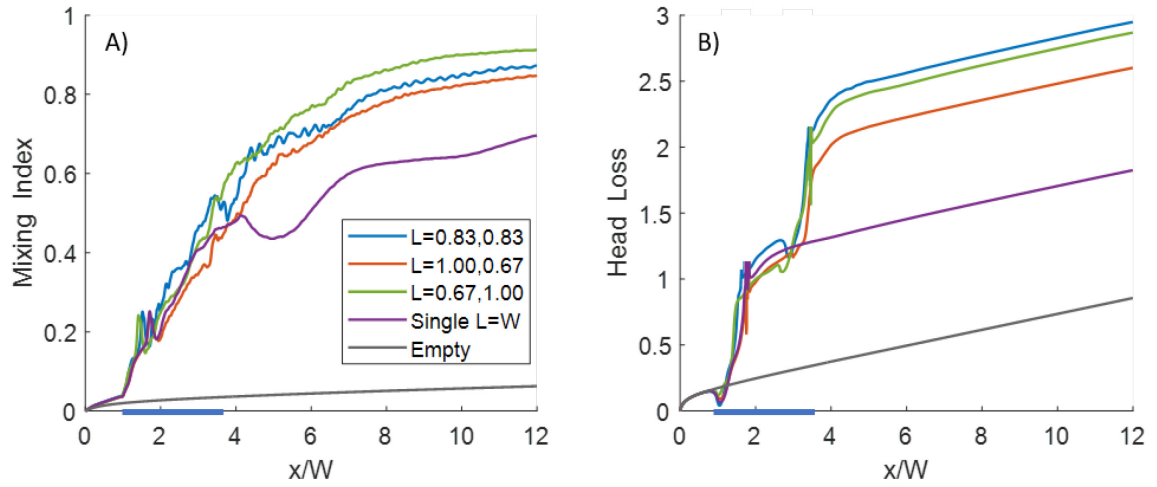 A)
1
0.8
0.6
0.4
0.2
0
Mixing Index
0 2 4 6 8 10 12
x/W
L=0.83,0.83
L=1.00,0.67
L=0.67,1.00
Single L=W
Empty
B)
3
2.5
2
1.5
1
0.5
0
Head Loss
0 2 4 6 8 10 12
x/W